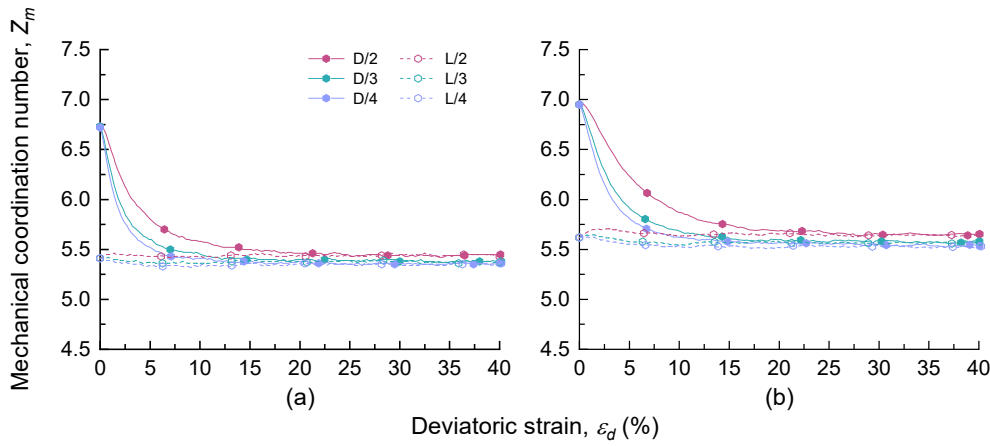 Mechanical coordination number, Zm
7.5
7.0
6.5
6.0
5.5
5.0
4.5
D/2
D/3
D/4
L/2
L/3
L/4
0 5 10 15 20 25 30 35 40
(a)
7.5
7.0
6.5
6.0
5.5
5.0
4.5
0 5 10 15 20 25 30 35 40
(b)
Deviatoric strain, εd (%)